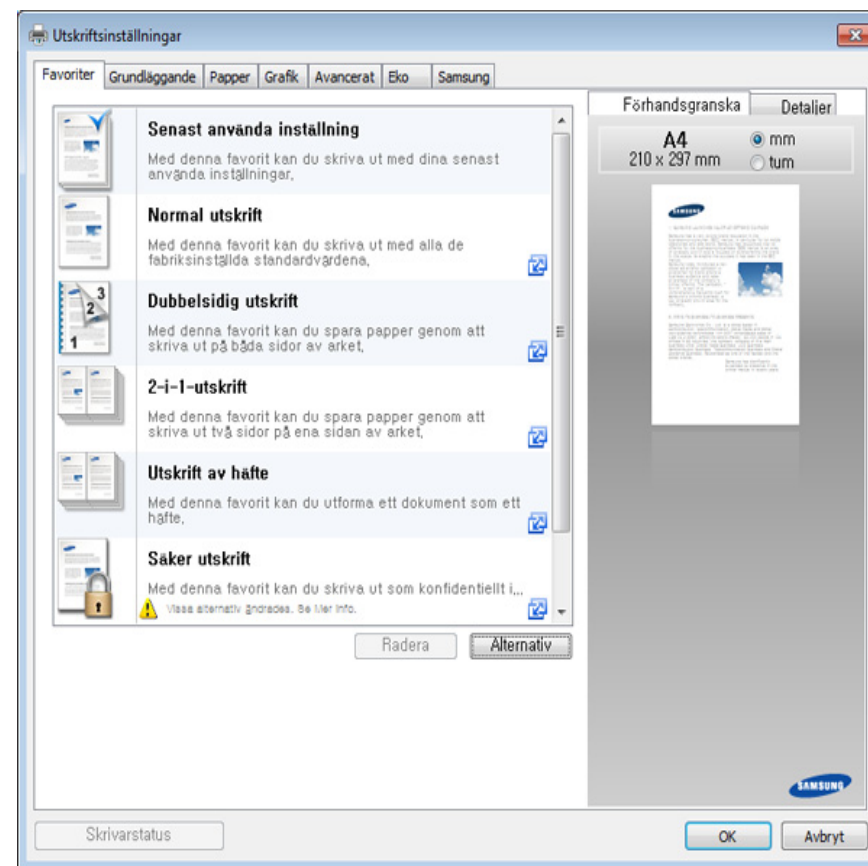 Utskriftsinställningar
Favoriter Grundläggande Papper Grafik Avancerat Eko Samsung
Senast använda inställning
Med denna favorit kan du skriva ut med dina senast
använda inställningar,
Normal utskrift
Med denna favorit kan du skriva ut med alla de
fabriksinställda standardvärdena,
Dubbelsidig utskrift
Med denna favorit kan du spara papper genom att
skriva ut på båda sidor av arket,
2-i-1-utskrift
Med denna favorit kan du spara papper genom att
skriva ut två sidor på ena sidan av arket,
Utskrift av häfte
Med denna favorit kan du utforma ett dokument som ett
häfte,
Säker utskrift
Med denna favorit kan du skriva ut som konfidentiellt i...
Vissa alternativ ändrades. Se Mer info.
1 2 3
Radera Alternativ
Förhandsgranska Detaljer
A4
210 x 297 mm
mm
tum
SAMSUNG
SAMSUNG
Skrivarstatus
OK Avbryt